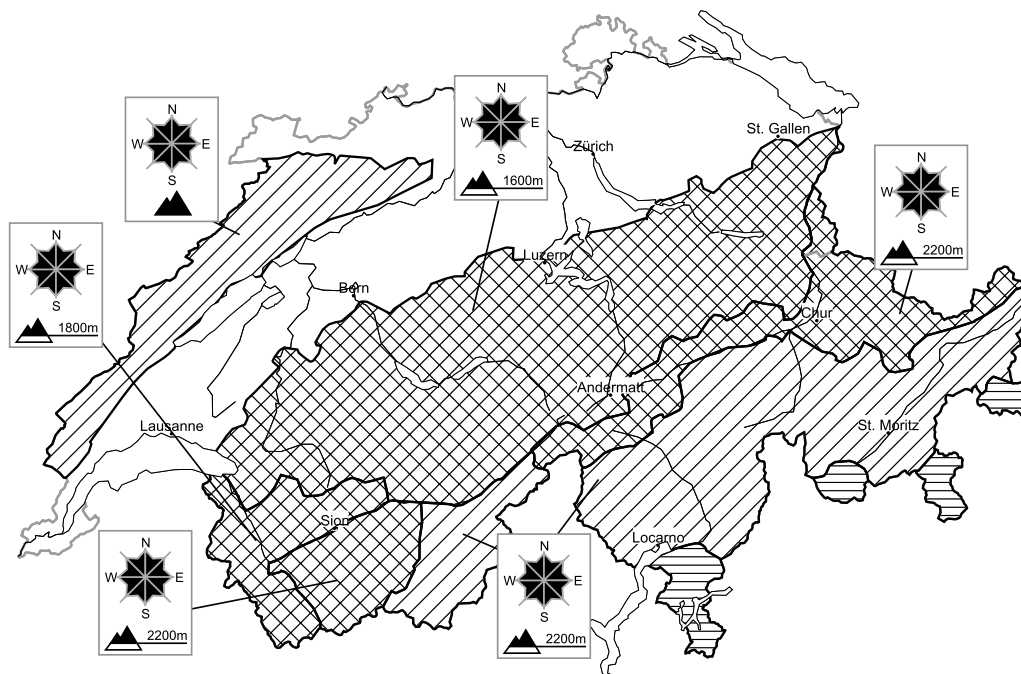 N
W E
S
1600m
N
W E
S
St. Gallen
Zürich
N
W E
S
2200m
N
W E
S
1800m
Luzern
Bern
Chur
Andermatt
Lausanne
St. Moritz
Sion
Locarno
N
W E
S
2200m
N
W E
S
2200m